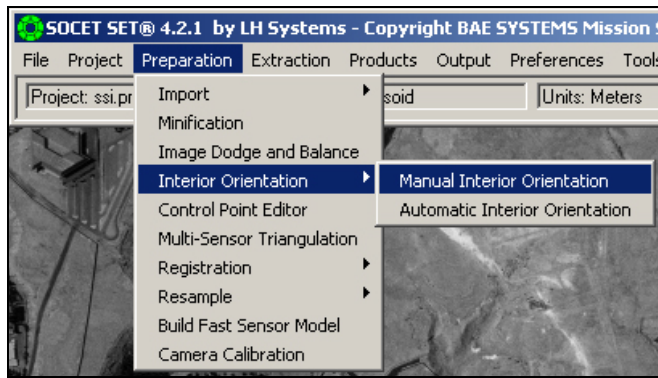 SOCET SET® 4.2.1 by LH Systems - Copyright BAE SYSTEMS Mission
File Project Preparation Extraction Products Output Preferences Tools
Project: ssi.pr soid Units: Meters
Import
Minification
Image Dodge and Balance
Interior Orientation Manual Interior Orientation
Control Point Editor Automatic Interior Orientation
Multi-Sensor Triangulation
Registration
Resample
Build Fast Sensor Model
Camera Calibration